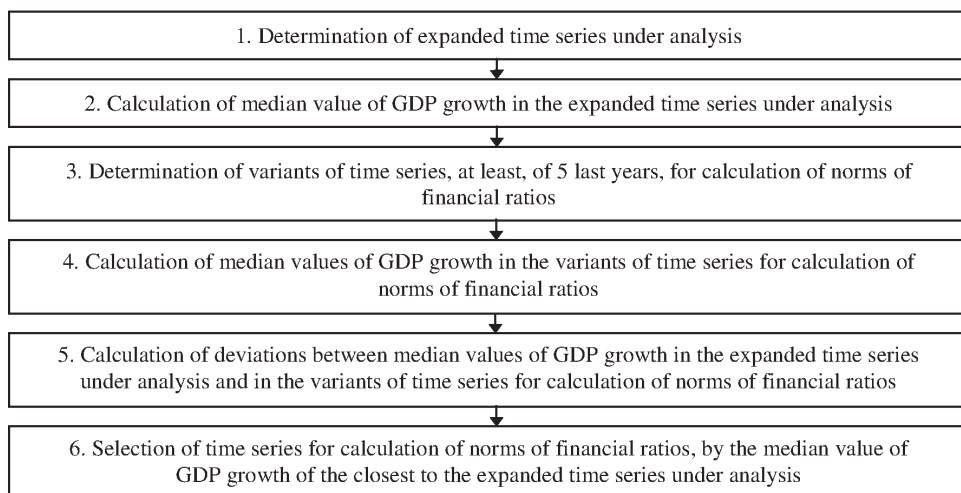 1. Determination of expanded time series under analysis
2. Calculation of median value of GDP growth in the expanded time series under analysis
3. Determination of variants of time series, at least, of 5 last years, for calculation of norms of
financial ratios
4. Calculation of median values of GDP growth in the variants of time series for calculation of
norms of financial ratios
5. Calculation of deviations between median values of GDP growth in the expanded time series
under analysis and in the variants of time series for calculation of norms of financial ratios
6. Selection of time series for calculation of norms of financial ratios, by the median value of
GDP growth of the closest to the expanded time series under analysis